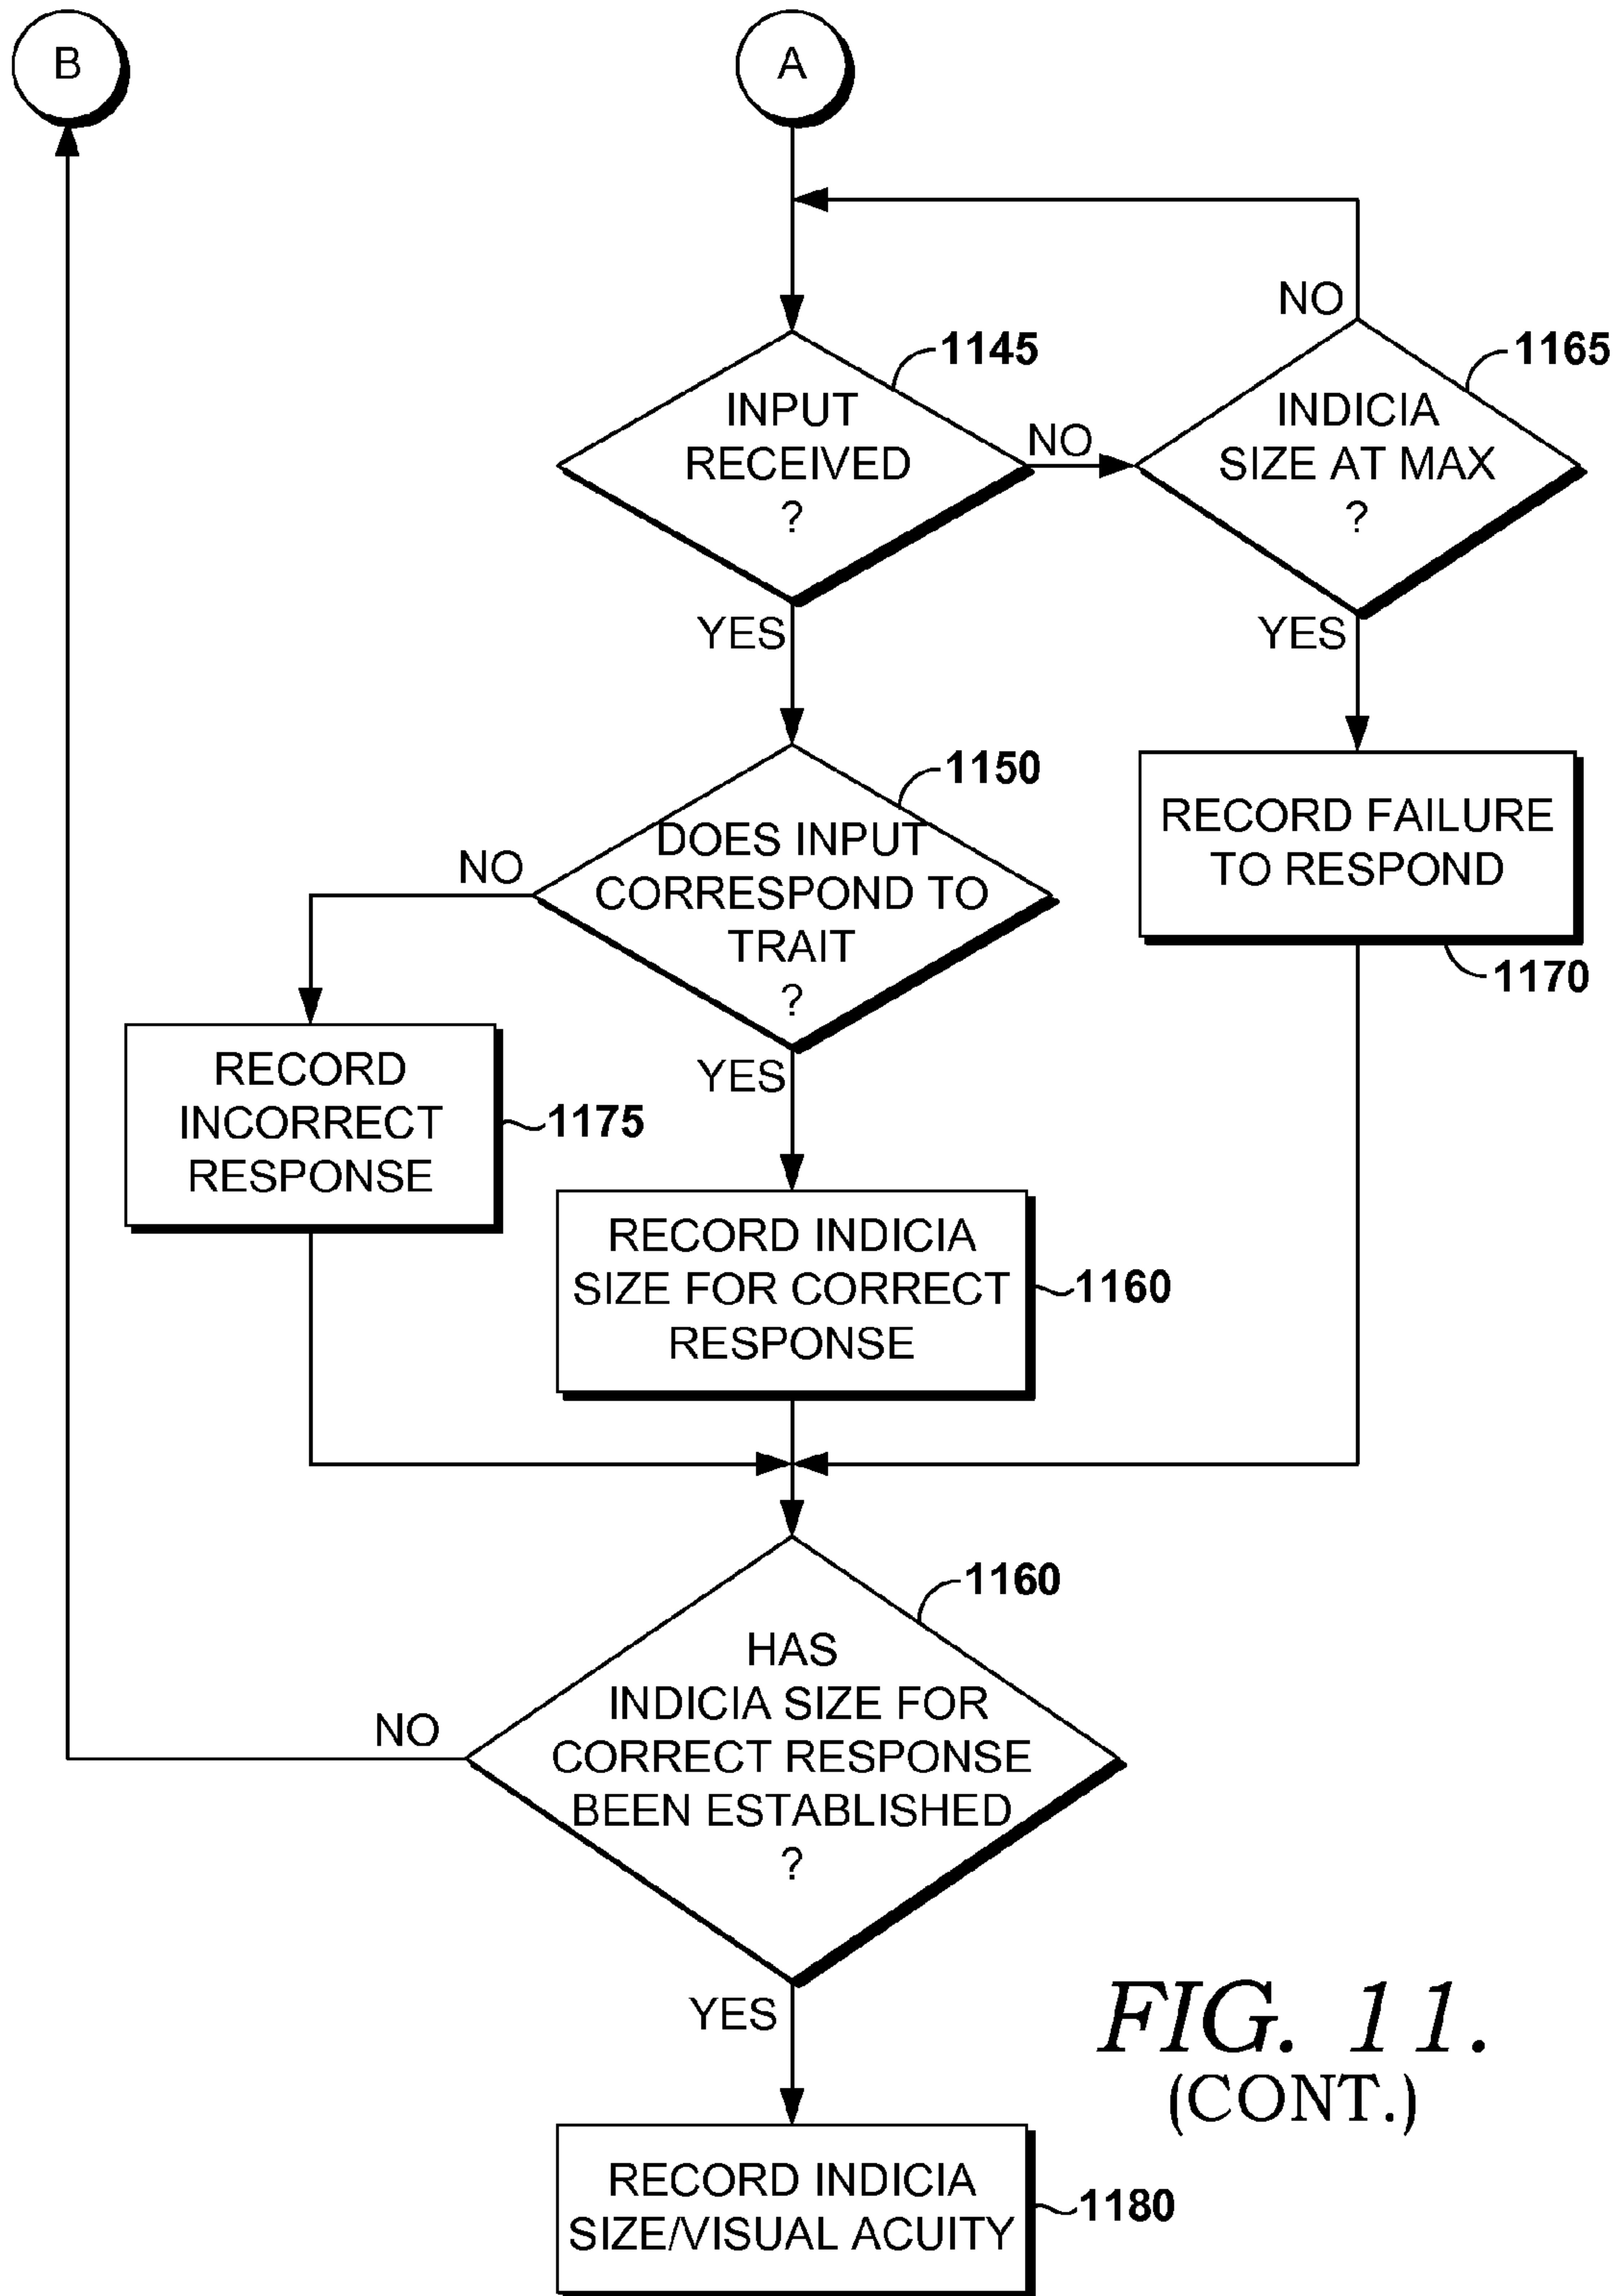 B
A
NO
1145
1165
INPUT
RECEIVED
?
NO
INDICIA
SIZE AT MAX
?
YES
YES
1150
DOES INPUT
CORRESPOND TO
TRAIT
?
NO
RECORD FAILURE
TO RESPOND
1170
RECORD
INCORRECT
RESPONSE
1175
YES
RECORD INDICIA
SIZE FOR CORRECT
RESPONSE
1160
1160
HAS
INDICIA SIZE FOR
CORRECT RESPONSE
BEEN ESTABLISHED
?
NO
YES
FIG. 11.
(CONT.)
RECORD INDICIA
SIZE/VISUAL ACUITY
1180